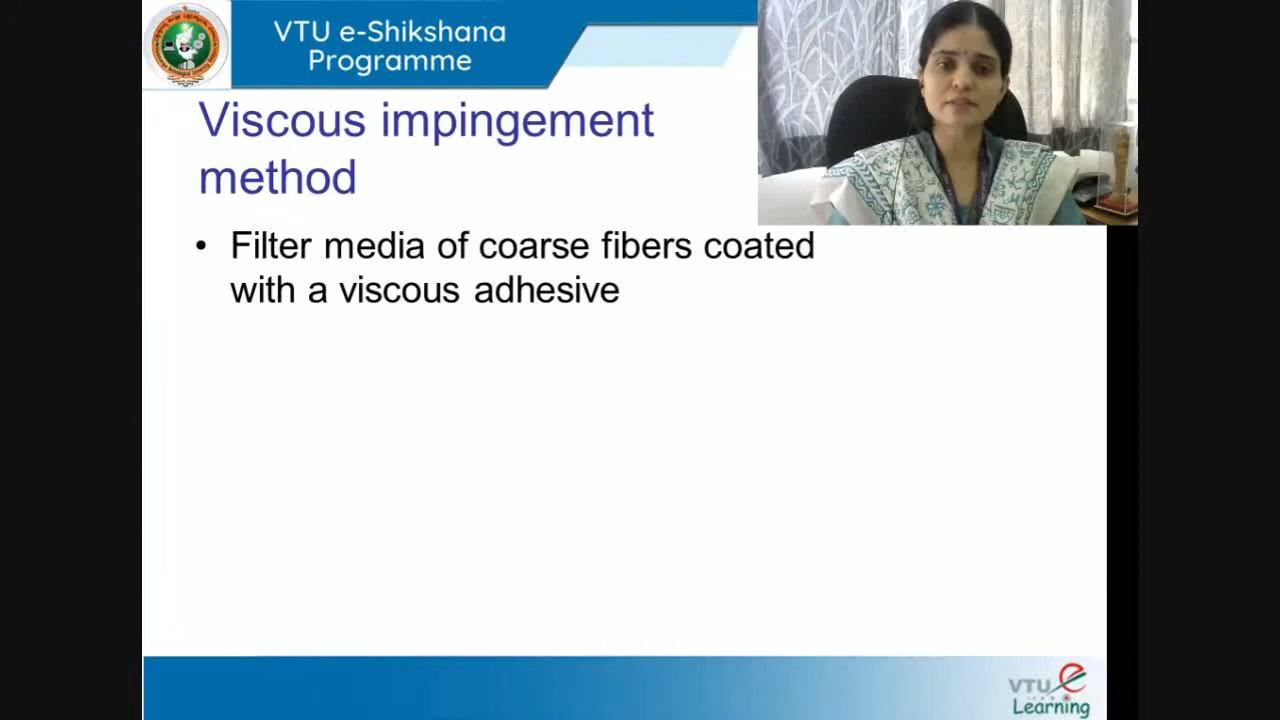 VTU e-Shikshana
Programme
Viscous impingement
method
• Filter media of coarse fibers coated
with a viscous adhesive
VTU e
Learning